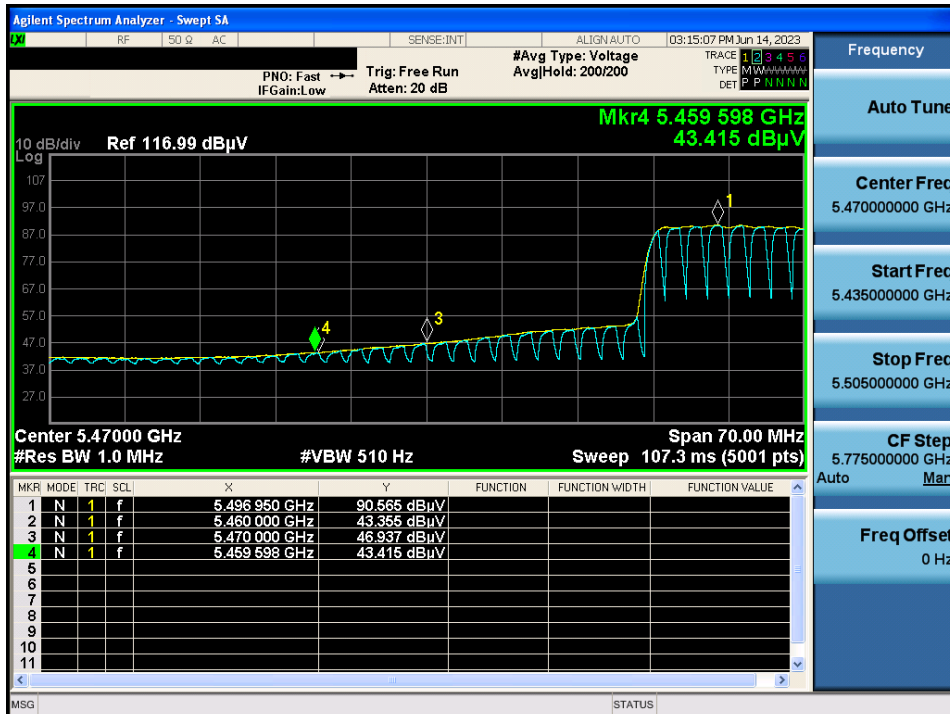 Agilent Spectrum Analyzer - Swept SA
LXI RF 50 Ω AC SENSE:INT ALIGN AUTO 03:15:07 PM Jun 14, 2023
PNO: Fast Trig: Free Run #Avg Type: Voltage TRACE 1 2 3 4 5 6
IFGain:Low Atten: 20 dB Avg|Hold: 200/200 TYPE M W
DET P P N N N N
Mkr4 5.459 598 GHz
43.415 dBµV
10 dB/div Ref 116.99 dBµV
Log
107
97.0
87.0
77.0
67.0
57.0
47.0
37.0
27.0
1
3
4
Center 5.47000 GHz Span 70.00 MHz
#Res BW 1.0 MHz #VBW 510 Hz Sweep 107.3 ms (5001 pts)
MKR MODE TRC SCL X Y FUNCTION FUNCTION WIDTH FUNCTION VALUE
1 N 1 f 5.496 950 GHz 90.565 dBµV
2 N 1 f 5.460 000 GHz 43.355 dBµV
3 N 1 f 5.470 000 GHz 46.937 dBµV
4 N 1 f 5.459 598 GHz 43.415 dBµV
5
6
7
8
9
10
11
MSG STATUS
Frequency
Auto Tune
Center Freq
5.470000000 GHz
Start Freq
5.435000000 GHz
Stop Freq
5.505000000 GHz
CF Step
5.775000000 GHz
Auto Man
Freq Offset
0 Hz